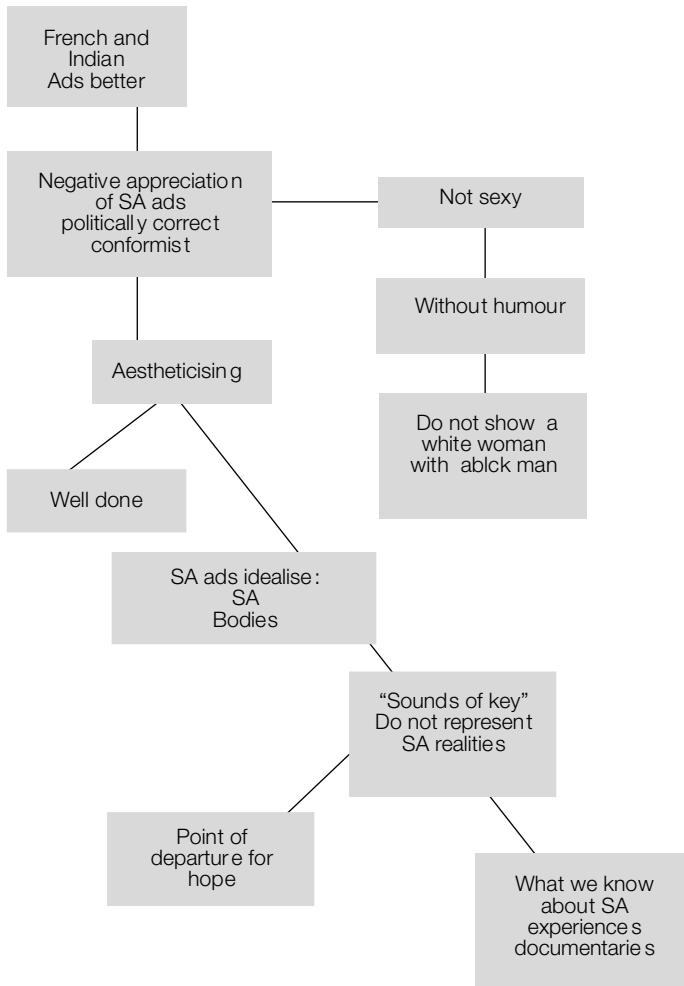 French and
Indian
Ads better
Negative appreciation
of SA ads
politically correct
conformist
Not sexy
Without humour
Aestheticising
Do not show a
white woman
with ablck man
Well done
SA ads idealise:
SA
Bodies
“Sounds of key”
Do not represent
SA realities
Point of
departure for
hope
What we know
about SA
experiences
documentaries